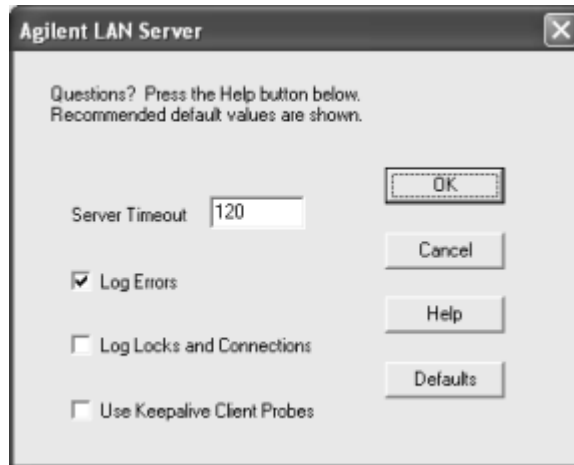 Agilent LAN Server
Questions? Press the Help button below.
Recommended default values are shown.
Server Timeout 120
OK
Cancel
Log Errors
Help
Log Locks and Connections
Defaults
Use Keepalive Client Probes